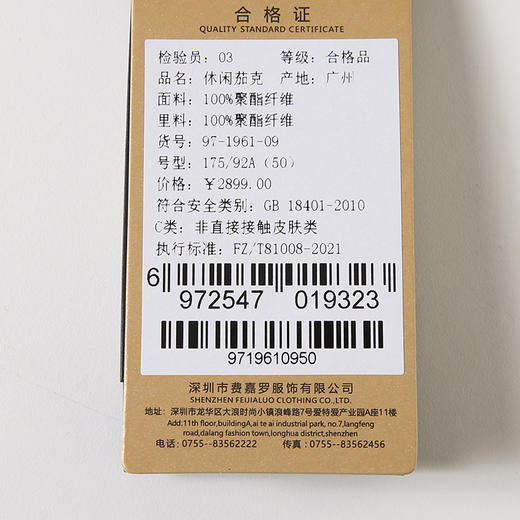 合格证
QUALITY STANDARD CERTIFICATE
检验员: 03 等级: 合格品
品名: 休闲茄克 产地: 广州
面料: 100%聚酯纤维
里料: 100%聚酯纤维
货号: 97-1961-09
号型: 175/92A (50)
价格: ￥2899.00
符合安全类别: GB 18401-2010
C类: 非直接接触皮肤类
执行标准: FZ/T81008-2021
6 972547 019323
9719610950
深圳市费嘉罗服饰有限公司
SHENZHEN FEIJIALUO CLOTHING CO., LTD.
地址: 深圳市龙华区大浪时尚小镇浪峰路7号爱特爱产业园A座11楼
Add:11th floor,buildingA,ai te ai industrial park, no.7,langfeng
road,dalang fashion town,longhua district,shenzhen
电话: 0755--83562222 传真: 0755--83562456